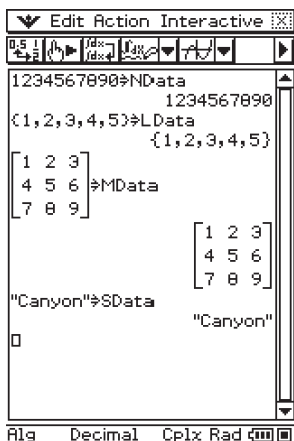 Edit Action Interactive
1234567890⇒NData
1234567890
{1,2,3,4,5}⇒LData
{1,2,3,4,5}
[1 2 3
4 5 6
7 8 9]⇒MData
[1 2 3
4 5 6
7 8 9]
"Canyon"⇒SData
"Canyon"
Alg Decimal Cplx Rad